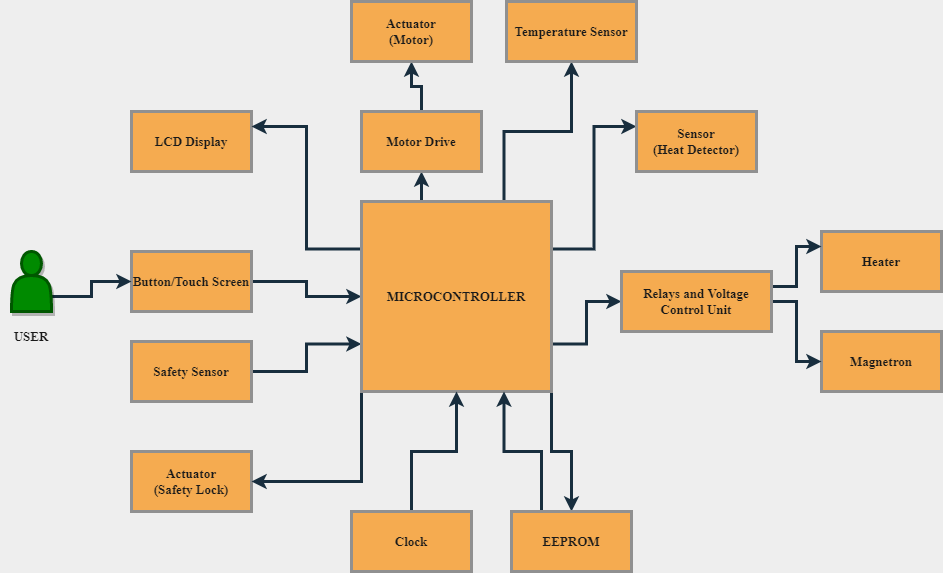 Actuator
(Motor)
Temperature Sensor
LCD Display
Motor Drive
Sensor
(Heat Detector)
Button/Touch Screen
MICROCONTROLLER
Relays and Voltage
Control Unit
Heater
USER
Safety Sensor
Magnetron
Actuator
(Safety Lock)
Clock
EEPROM